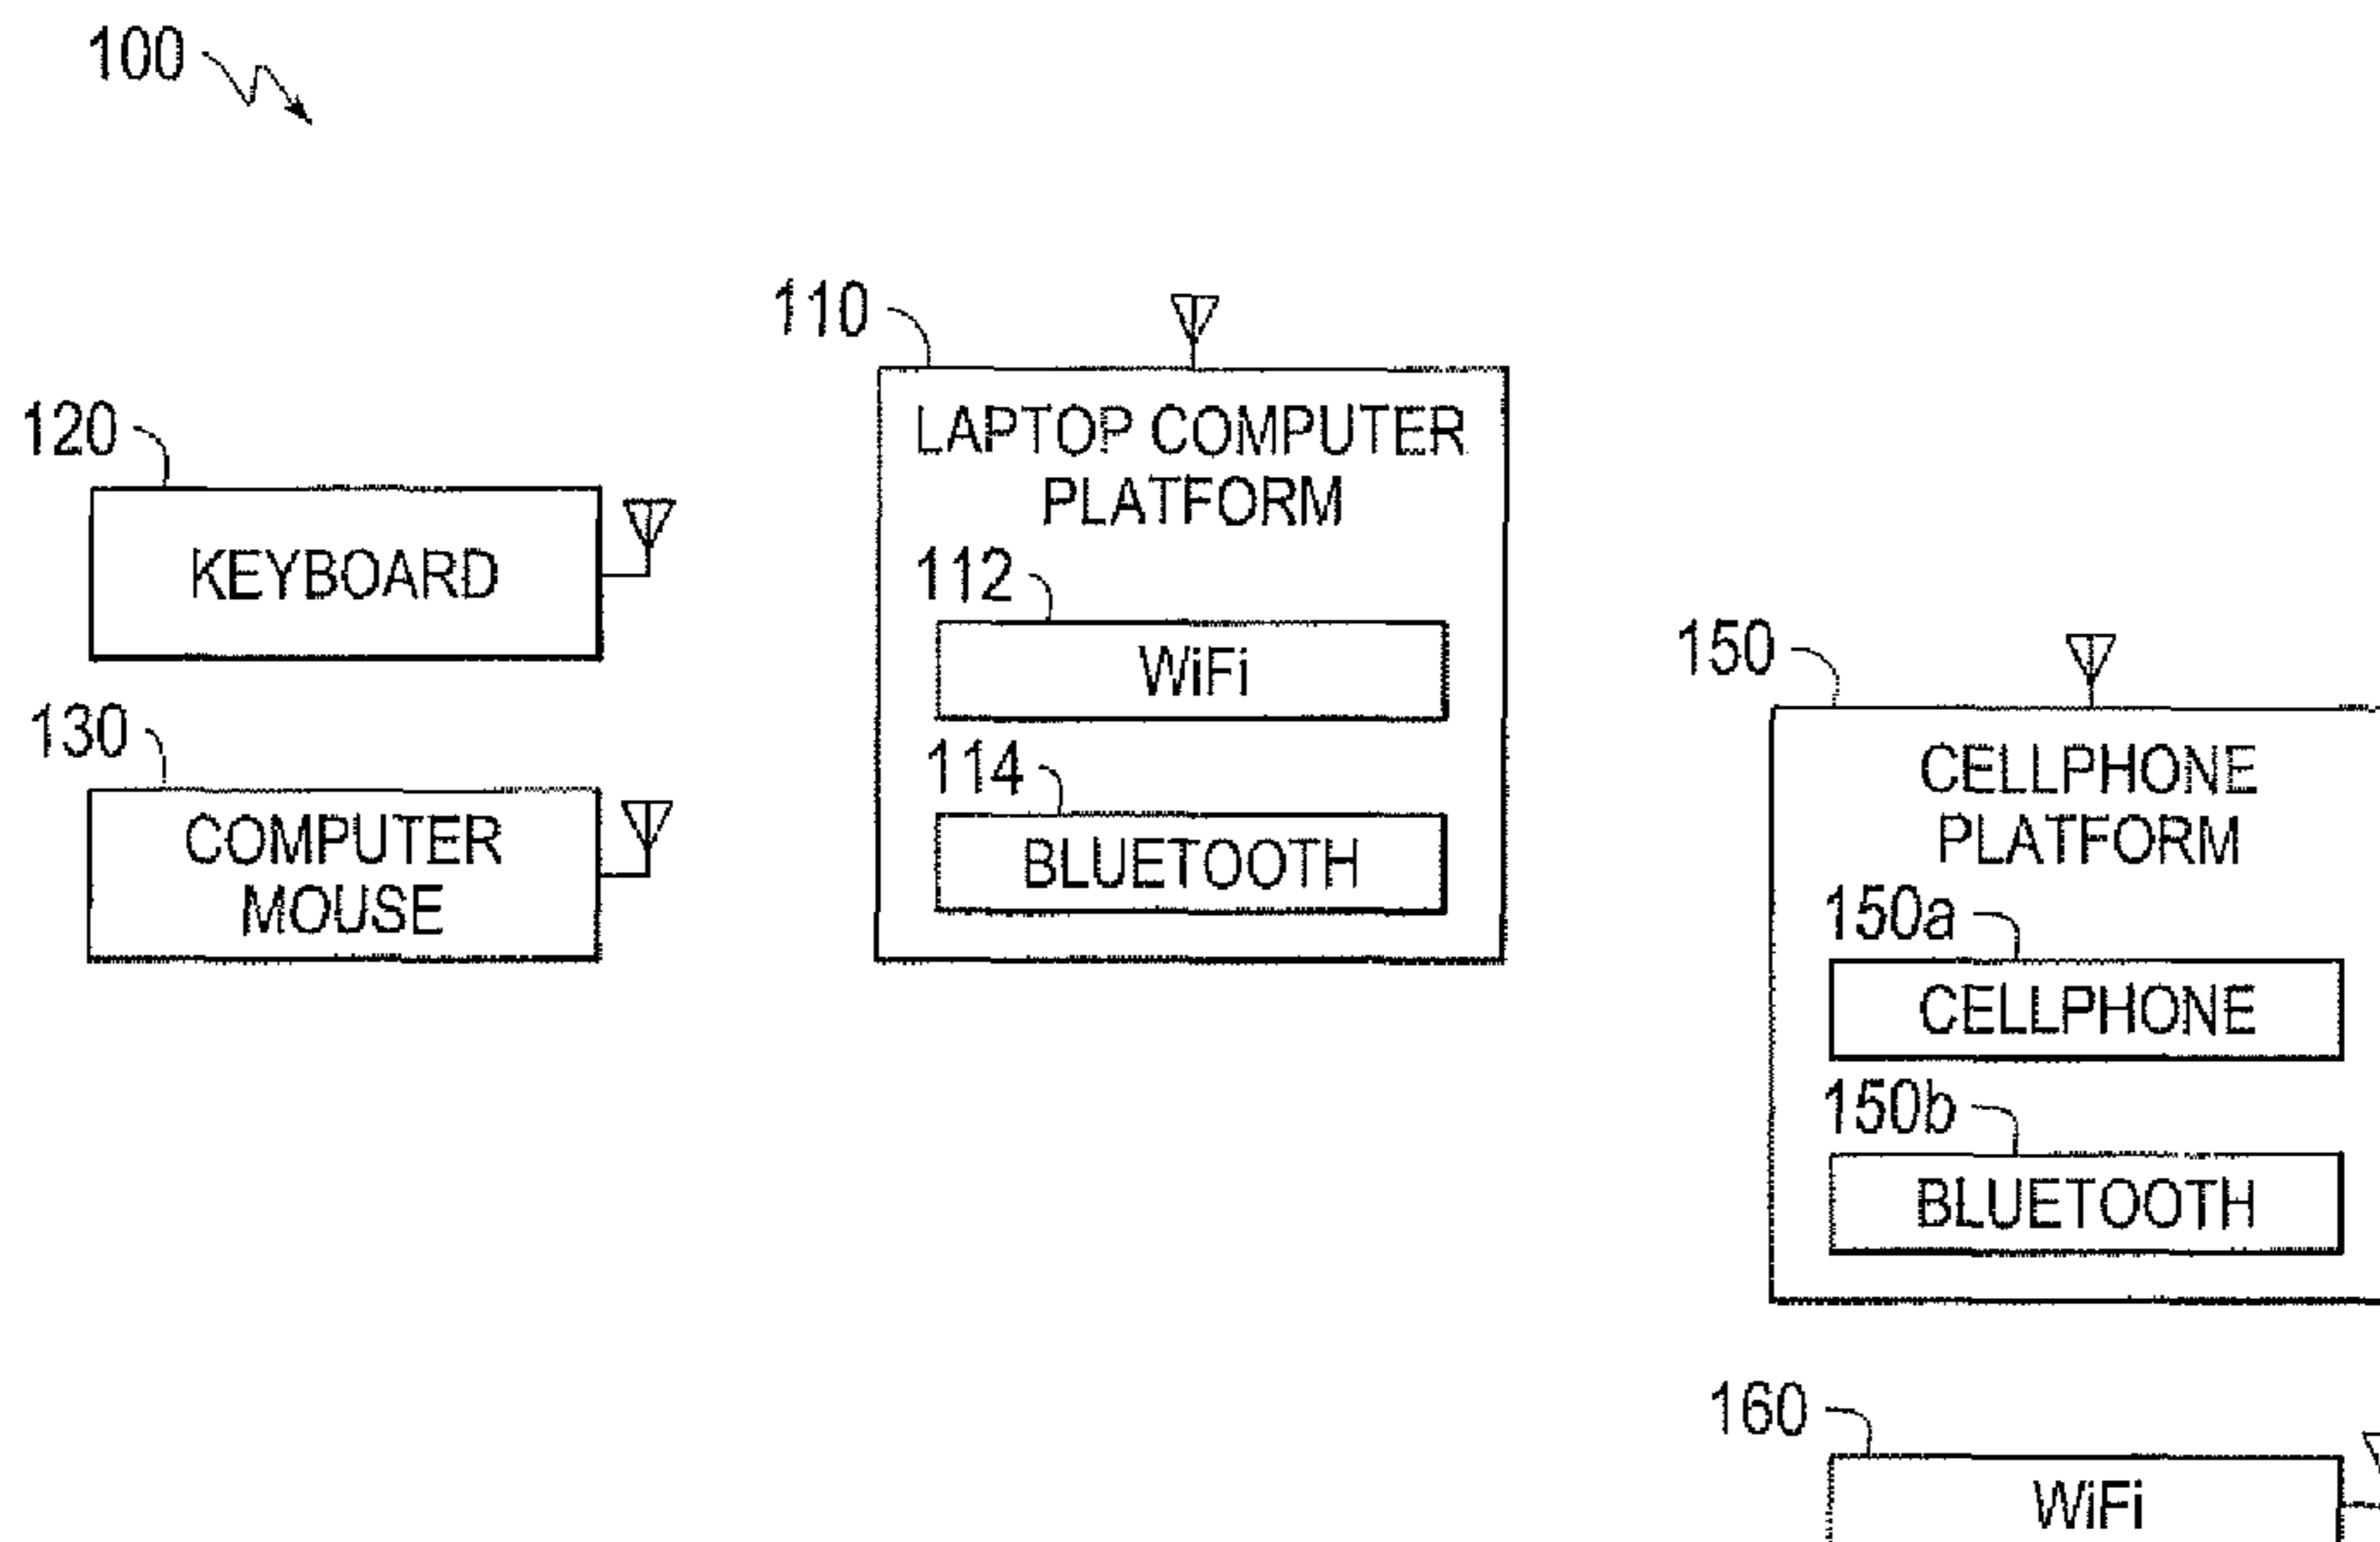 100
110
LAPTOP COMPUTER
PLATFORM
112
WiFi
114
BLUETOOTH
120
KEYBOARD
130
COMPUTER
MOUSE
150
CELLPHONE
PLATFORM
150a
CELLPHONE
150b
BLUETOOTH
160
WiFi